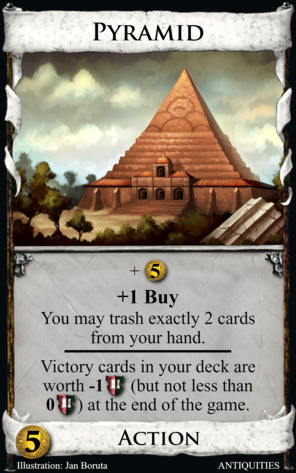 PYRAMID
+ 5
+1 Buy
You may trash exactly 2 cards
from your hand.
Victory cards in your deck are
worth -1 (but not less than
0) at the end of the game.
5 ACTION
Illustration: Jan Boruta ANTIQUITIES